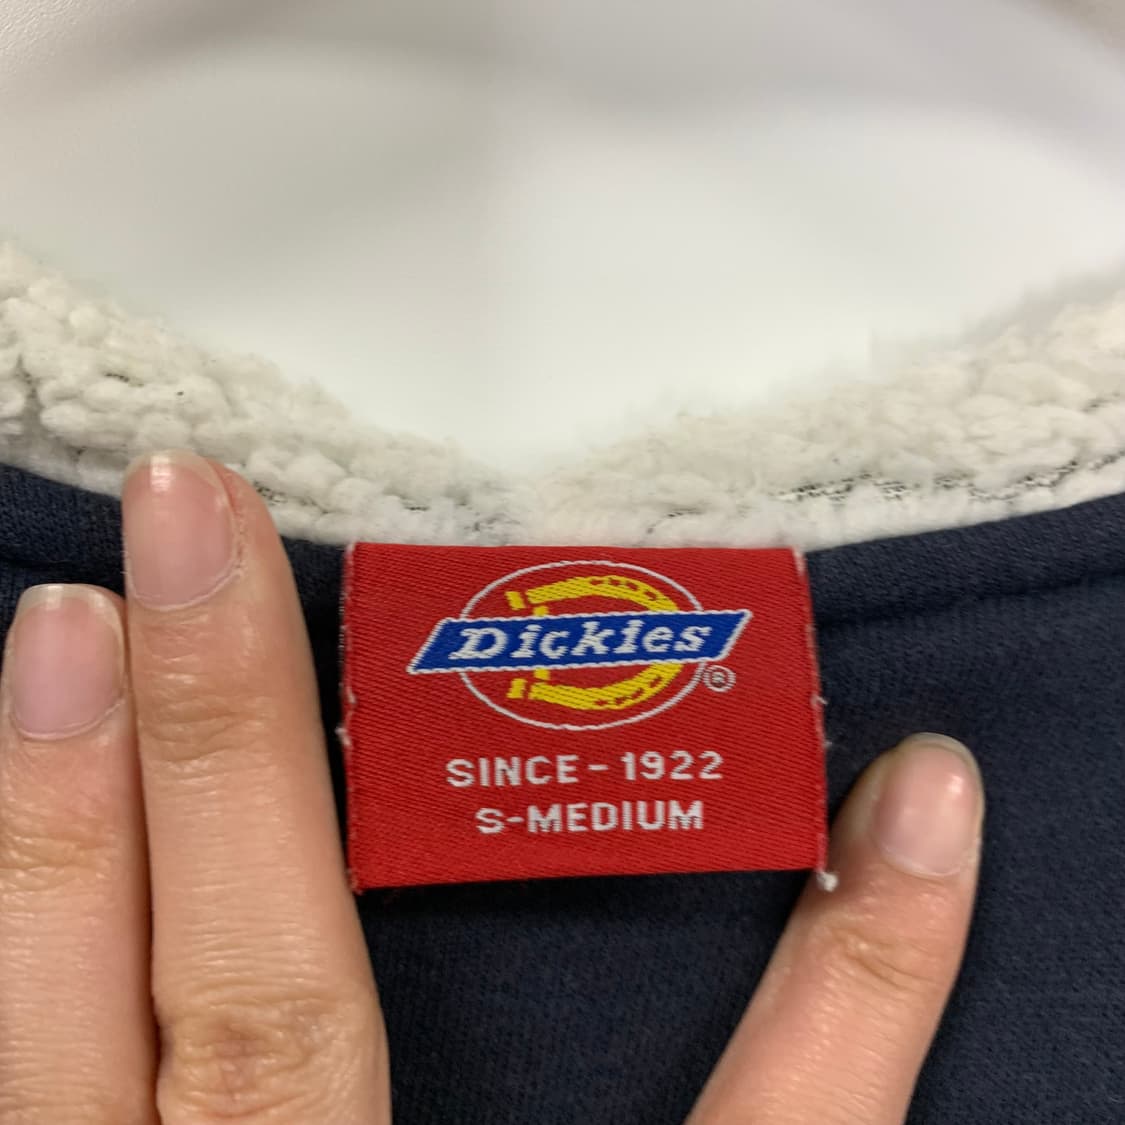 Dickies
®
SINCE - 1922
S-MEDIUM